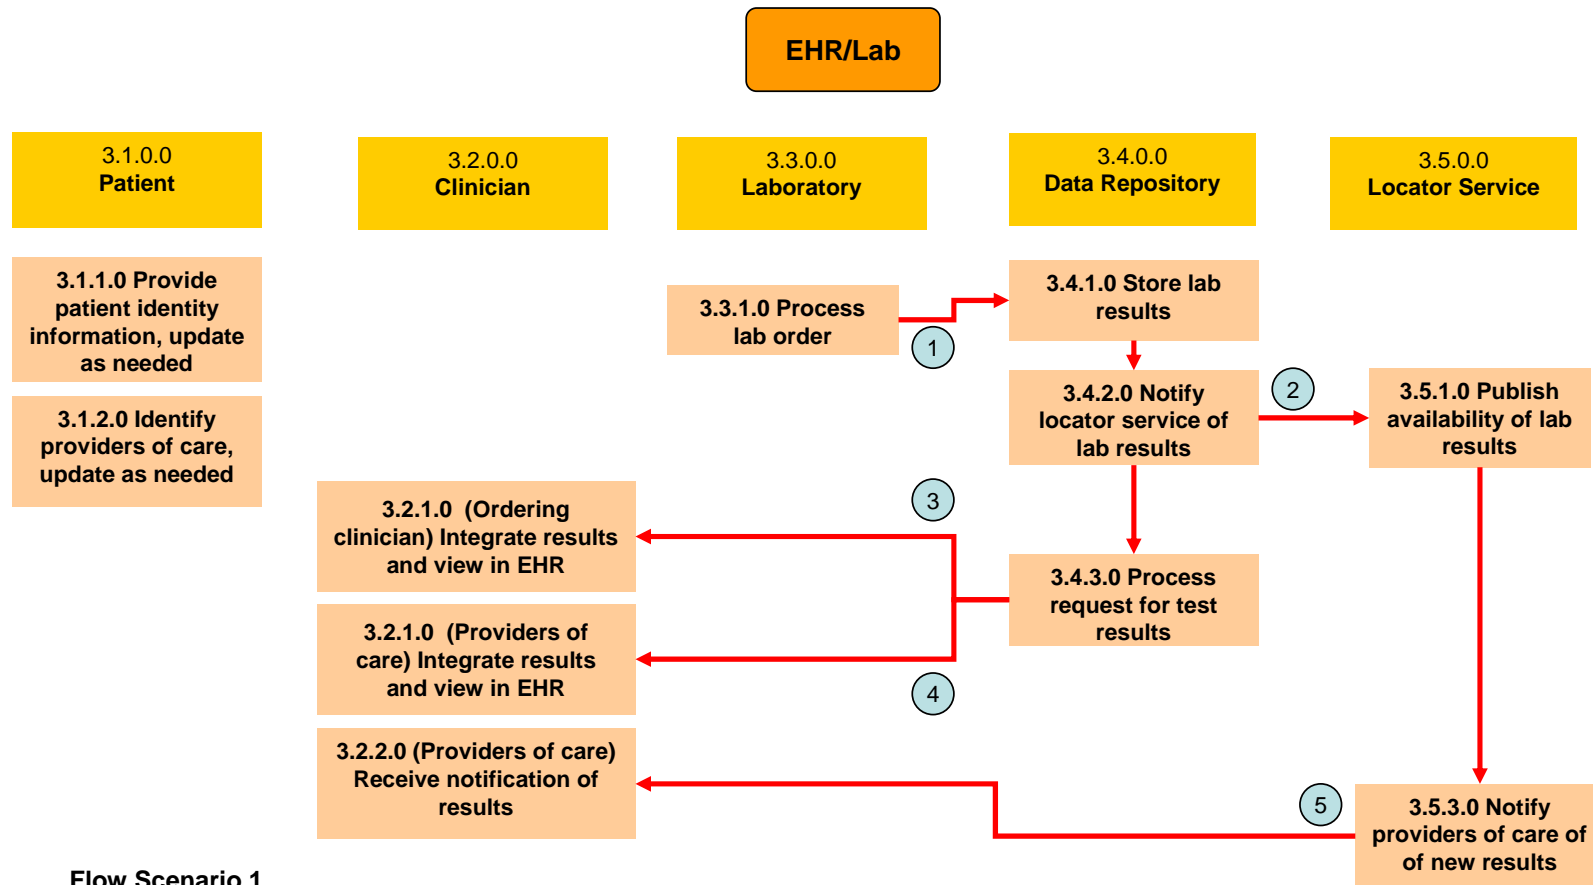 EHR/Lab
3.1.0.0
Patient
3.2.0.0
Clinician
3.3.0.0
Laboratory
3.4.0.0
Data Repository
3.5.0.0
Locator Service
3.1.1.0 Provide
patient identity
information, update
as needed
3.1.2.0 Identify
providers of care,
update as needed
3.3.1.0 Process
lab order
1
3.4.1.0 Store lab
results
3.4.2.0 Notify
locator service of
lab results
2
3.5.1.0 Publish
availability of lab
results
3.2.1.0 (Ordering
clinician) Integrate results
and view in EHR
3
3.4.3.0 Process
request for test
results
3.2.1.0 (Providers of
care) Integrate results
and view in EHR
4
3.2.2.0 (Providers of care)
Receive notification of
results
5
3.5.3.0 Notify
providers of care of
of new results
Flow Scenario 1